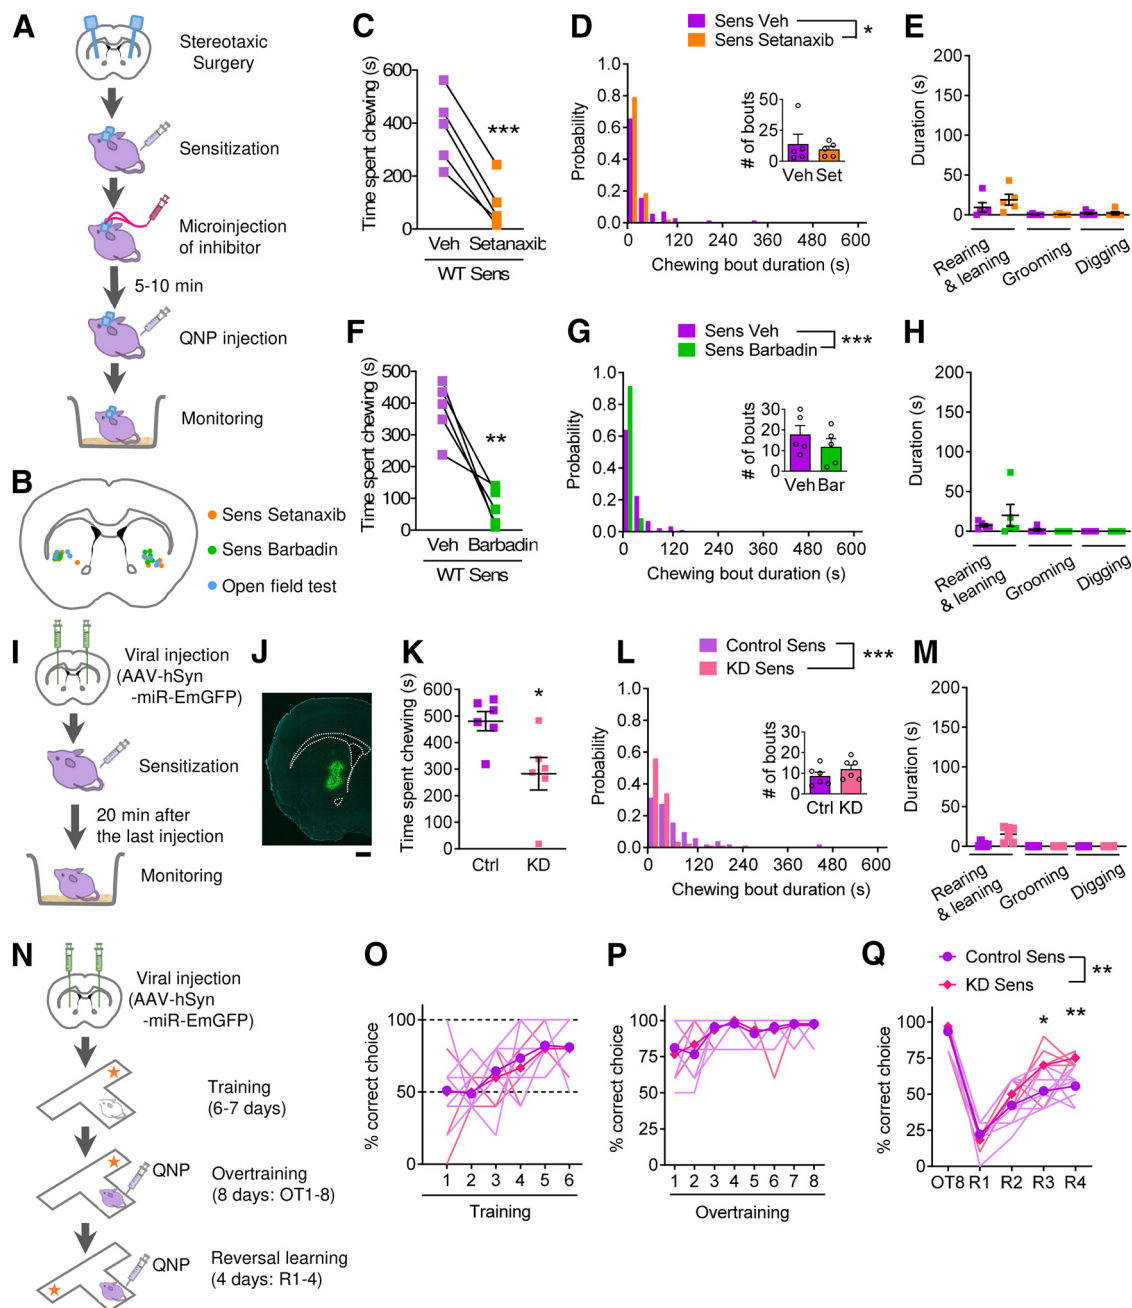 A
Stereotaxic
Surgery
Sensitization
Microinjection
of inhibitor
5-10 min
QNP injection
Monitoring
B
Sens Setanaxib
Sens Barbadin
Open field test
C
Time spent chewing (s)
600
400
200
0
***
Veh Setanaxib
WT Sens
D
Sens Veh
Sens Setanaxib
*
Probability
1.0
0.8
0.6
0.4
0.2
0.0
0 120 240 360 480 600
Chewing bout duration (s)
# of bouts
50
25
0
Veh Set
E
Duration (s)
200
150
100
50
0
Rearing
& leaning
Grooming
Digging
F
Time spent chewing (s)
500
400
300
200
100
0
**
Veh Barbadin
WT Sens
G
Sens Veh
Sens Barbadin
***
Probability
1.0
0.8
0.6
0.4
0.2
0.0
0 120 240 360 480 600
Chewing bout duration (s)
# of bouts
30
20
10
0
Veh Bar
H
Duration (s)
200
150
100
50
0
Rearing
& leaning
Grooming
Digging
I
Viral injection
(AAV-hSyn
-miR-EmGFP)
Sensitization
20 min after
the last injection
Monitoring
J
K
Time spent chewing (s)
600
500
400
300
200
100
0
*
Ctrl KD
L
Control Sens
KD Sens
***
Probability
1.0
0.8
0.6
0.4
0.2
0.0
0 120 240 360 480 600
Chewing bout duration (s)
# of bouts
30
20
10
0
Ctrl KD
M
Duration (s)
200
150
100
50
0
Rearing
& leaning
Grooming
Digging
N
Viral injection
(AAV-hSyn
-miR-EmGFP)
Training
(6-7 days)
QNP
Overtraining
(8 days: OT1-8)
QNP
Reversal learning
(4 days: R1-4)
O
% correct choice
100
50
0
1 2 3 4 5 6
Training
P
% correct choice
100
75
50
25
0
1 2 3 4 5 6 7 8
Overtraining
Q
Control Sens
KD Sens
**
% correct choice
100
75
50
25
0
* **
OT8 R1 R2 R3 R4